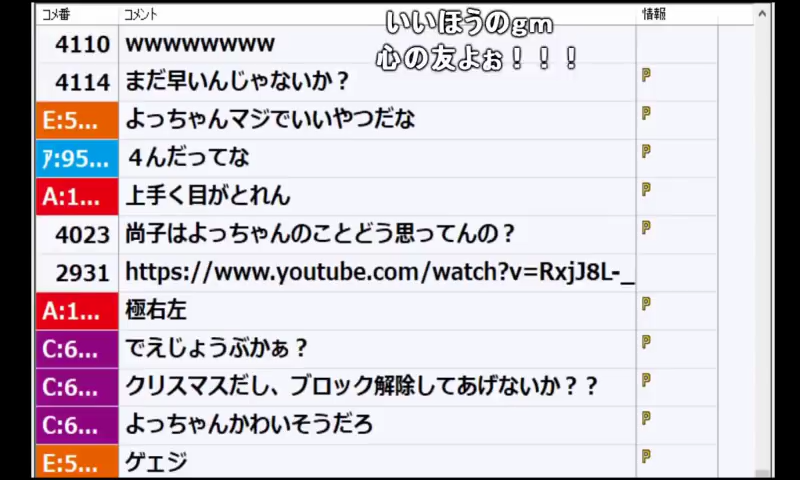 コメ番 コメント 情報
いいほうのgm
心の友よぉ！！！
4110 wwwwwwww
4114 まだ早いんじゃないか？ P
E:5... よっちゃんマジでいいやつだな P
ｱ:95... ４んだってな P
A:1... 上手く目がとれん P
4023 尚子はよっちゃんのことどう思ってんの？ P
2931 https://www.youtube.com/watch?v=RxjJ8L-_
A:1... 極右左 P
C:6... でえじょうぶかぁ？ P
C:6... クリスマスだし、ブロック解除してあげないか？？ P
C:6... よっちゃんかわいそうだろ P
E:5... ゲェジ P